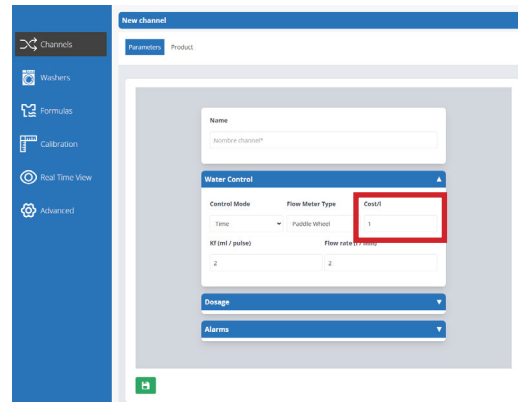 New channel
Channels
Parameters Product
Washers
Formulas
Calibration
Real Time View
Advanced
Name
Nombre channel*
Water Control
Control Mode Flow Meter Type Cost/l
Time Paddle Wheel 1
Kf (ml / pulse) Flow rate
2 2
Dosage
Alarms